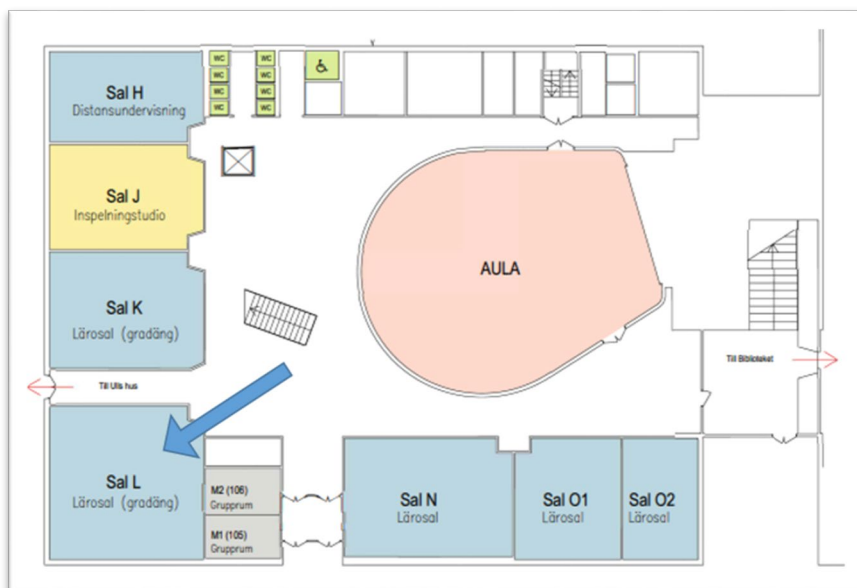 WC WC
WC WC
WC WC
WC WC
Sal H
Distansundervisning
Sal J
Inspelningstudio
AULA
Sal K
Lärosal (gradäng)
Till Ulls hus
Till Biblioteket
Sal L
Lärosal (gradäng)
M2 (106)
Grupprum
M1 (105)
Grupprum
Sal N
Lärosal
Sal O1
Lärosal
Sal O2
Lärosal